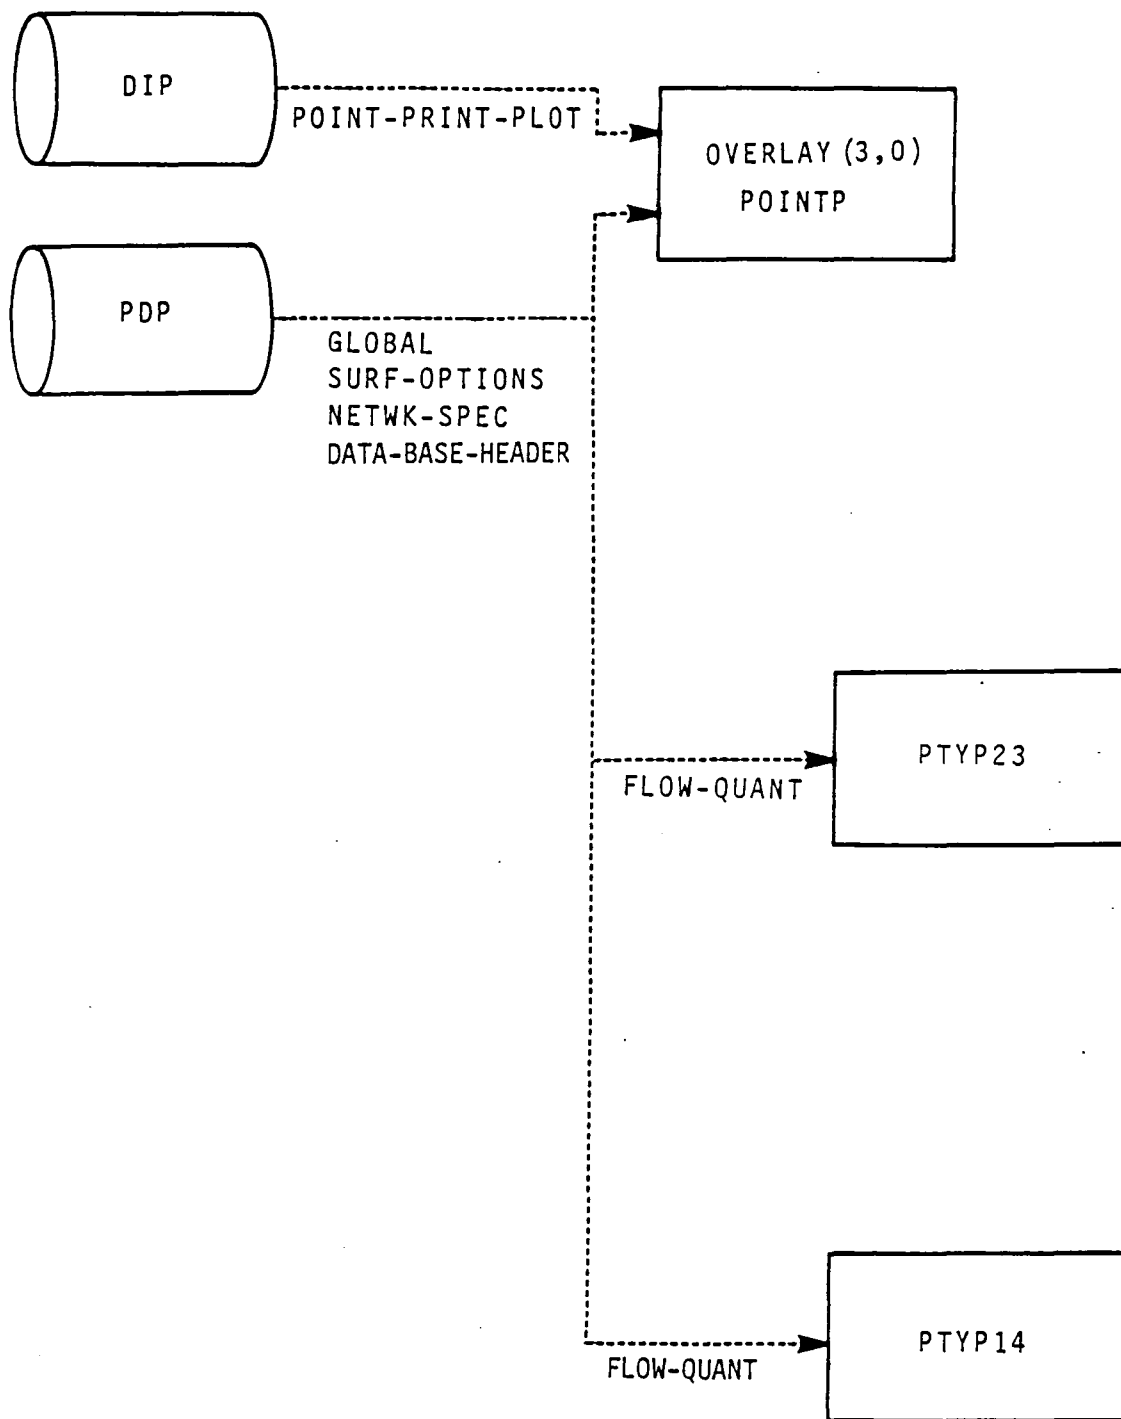 DIP
POINT-PRINT-PLOT
OVERLAY (3,0)
POINTP
PDP
GLOBAL
SURF-OPTIONS
NETWK-SPEC
DATA-BASE-HEADER
PTYP23
FLOW-QUANT
PTYP14
FLOW-QUANT